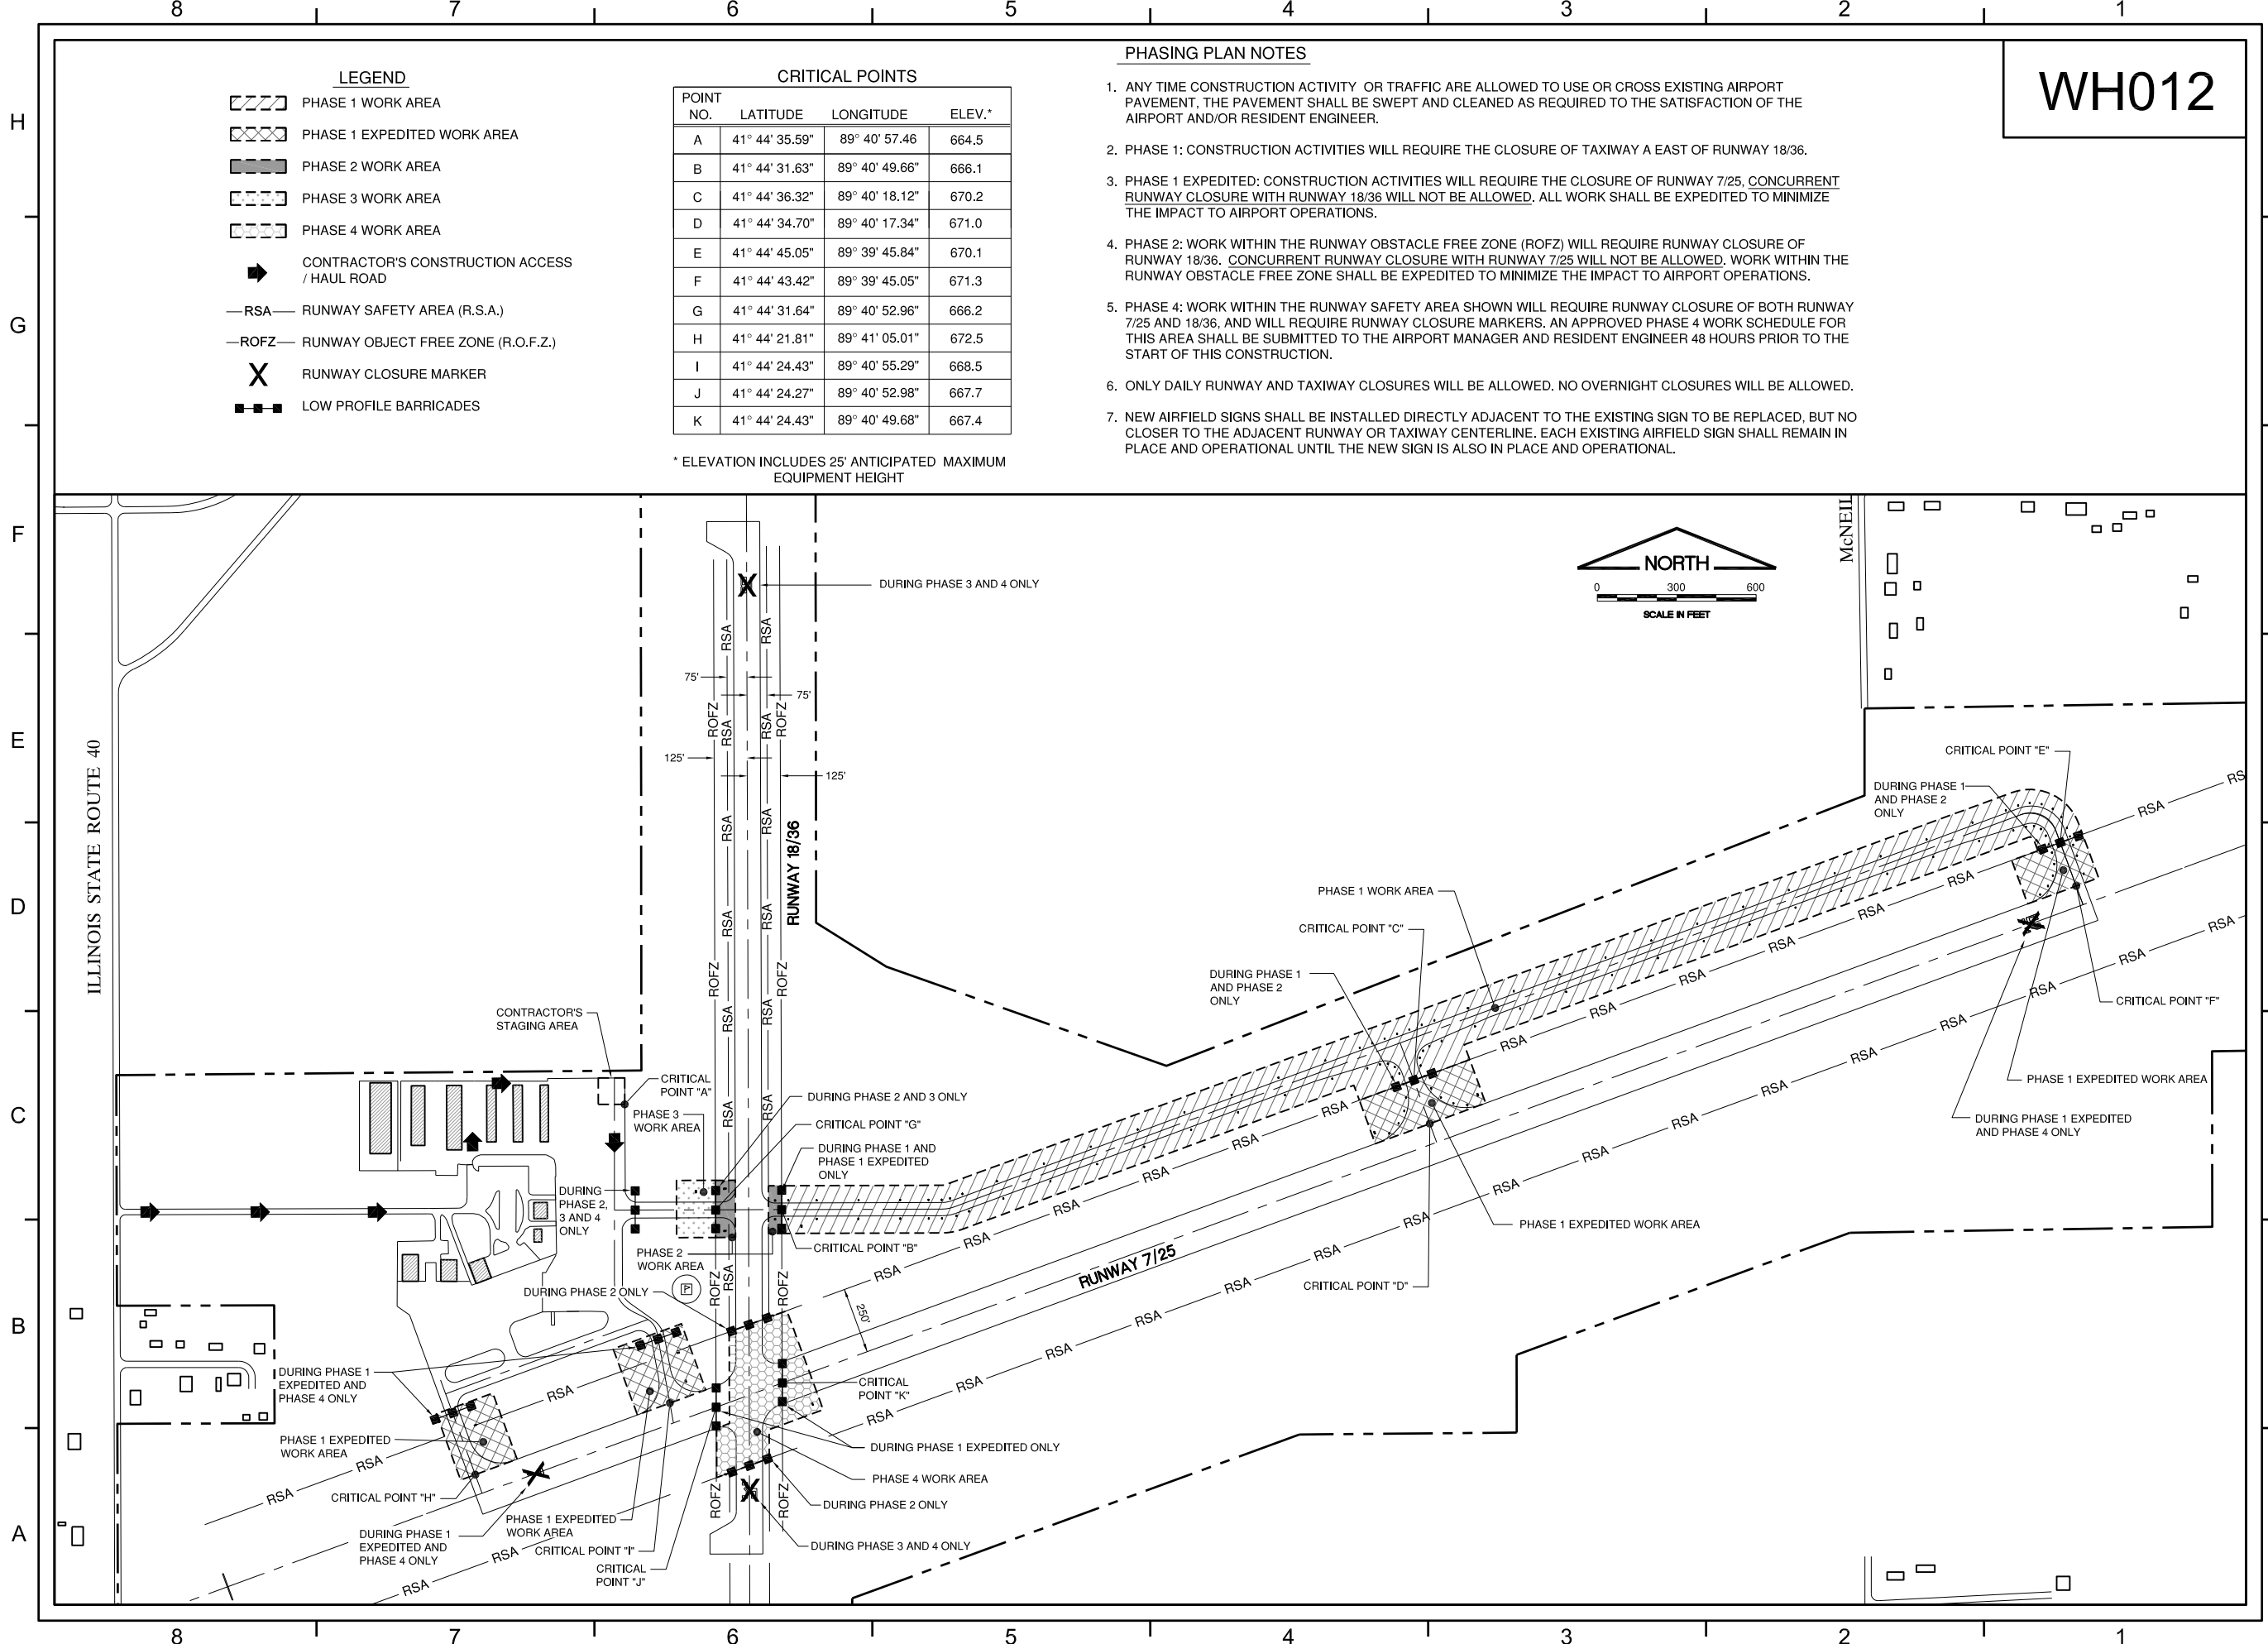 8 7 6 5 4 3 2 1
WH012
LEGEND
PHASE 1 WORK AREA
PHASE 1 EXPEDITED WORK AREA
PHASE 2 WORK AREA
PHASE 3 WORK AREA
PHASE 4 WORK AREA
CONTRACTOR'S CONSTRUCTION ACCESS
/ HAUL ROAD
RSA RUNWAY SAFETY AREA (R.S.A.)
ROFZ RUNWAY OBJECT FREE ZONE (R.O.F.Z.)
X RUNWAY CLOSURE MARKER
LOW PROFILE BARRICADES
CRITICAL POINTS
POINT
NO. LATITUDE LONGITUDE ELEV.*
A 41° 44' 35.59" 89° 40' 57.46 664.5
B 41° 44' 31.63" 89° 40' 49.66" 666.1
C 41° 44' 36.32" 89° 40' 18.12" 670.2
D 41° 44' 34.70" 89° 40' 17.34" 671.0
E 41° 44' 45.05" 89° 39' 45.84" 670.1
F 41° 44' 43.42" 89° 39' 45.05" 671.3
G 41° 44' 31.64" 89° 40' 52.96" 666.2
H 41° 44' 21.81" 89° 41' 05.01" 672.5
I 41° 44' 24.43" 89° 40' 55.29" 668.5
J 41° 44' 24.27" 89° 40' 52.98" 667.7
K 41° 44' 24.43" 89° 40' 49.68" 667.4
* ELEVATION INCLUDES 25' ANTICIPATED MAXIMUM
EQUIPMENT HEIGHT
PHASING PLAN NOTES
1. ANY TIME CONSTRUCTION ACTIVITY OR TRAFFIC ARE ALLOWED TO USE OR CROSS EXISTING AIRPORT
PAVEMENT, THE PAVEMENT SHALL BE SWEPT AND CLEANED AS REQUIRED TO THE SATISFACTION OF THE
AIRPORT AND/OR RESIDENT ENGINEER.
2. PHASE 1: CONSTRUCTION ACTIVITIES WILL REQUIRE THE CLOSURE OF TAXIWAY A EAST OF RUNWAY 18/36.
3. PHASE 1 EXPEDITED: CONSTRUCTION ACTIVITIES WILL REQUIRE THE CLOSURE OF RUNWAY 7/25, CONCURRENT
RUNWAY CLOSURE WITH RUNWAY 18/36 WILL NOT BE ALLOWED. ALL WORK SHALL BE EXPEDITED TO MINIMIZE
THE IMPACT TO AIRPORT OPERATIONS.
4. PHASE 2: WORK WITHIN THE RUNWAY OBSTACLE FREE ZONE (ROFZ) WILL REQUIRE RUNWAY CLOSURE OF
RUNWAY 18/36. CONCURRENT RUNWAY CLOSURE WITH RUNWAY 7/25 WILL NOT BE ALLOWED. WORK WITHIN THE
RUNWAY OBSTACLE FREE ZONE SHALL BE EXPEDITED TO MINIMIZE THE IMPACT TO AIRPORT OPERATIONS.
5. PHASE 4: WORK WITHIN THE RUNWAY SAFETY AREA SHOWN WILL REQUIRE RUNWAY CLOSURE OF BOTH RUNWAY
7/25 AND 18/36, AND WILL REQUIRE RUNWAY CLOSURE MARKERS. AN APPROVED PHASE 4 WORK SCHEDULE FOR
THIS AREA SHALL BE SUBMITTED TO THE AIRPORT MANAGER AND RESIDENT ENGINEER 48 HOURS PRIOR TO THE
START OF THIS CONSTRUCTION.
6. ONLY DAILY RUNWAY AND TAXIWAY CLOSURES WILL BE ALLOWED. NO OVERNIGHT CLOSURES WILL BE ALLOWED.
7. NEW AIRFIELD SIGNS SHALL BE INSTALLED DIRECTLY ADJACENT TO THE EXISTING SIGN TO BE REPLACED, BUT NO
CLOSER TO THE ADJACENT RUNWAY OR TAXIWAY CENTERLINE. EACH EXISTING AIRFIELD SIGN SHALL REMAIN IN
PLACE AND OPERATIONAL UNTIL THE NEW SIGN IS ALSO IN PLACE AND OPERATIONAL.
H
G
F
E
D
C
B
A
McNEIL
NORTH
0 300 600
SCALE IN FEET
DURING PHASE 3 AND 4 ONLY
75'
75'
125'
125'
RSA
ROFZ
RUNWAY 18/36
ILLINOIS STATE ROUTE 40
CRITICAL POINT "E"
DURING PHASE 1
AND PHASE 2
ONLY
PHASE 1 WORK AREA
CRITICAL POINT "C"
DURING PHASE 1
AND PHASE 2
ONLY
CRITICAL POINT "F"
PHASE 1 EXPEDITED WORK AREA
DURING PHASE 1 EXPEDITED
AND PHASE 4 ONLY
CONTRACTOR'S
STAGING AREA
CRITICAL
POINT "A"
PHASE 3
WORK AREA
DURING PHASE 2 AND 3 ONLY
CRITICAL POINT "G"
DURING PHASE 1 AND
PHASE 1 EXPEDITED
ONLY
DURING
PHASE 2,
3 AND 4
ONLY
PHASE 2
WORK AREA
CRITICAL POINT "B"
PHASE 1 EXPEDITED WORK AREA
CRITICAL POINT "D"
RUNWAY 7/25
250'
P
DURING PHASE 2 ONLY
DURING PHASE 1
EXPEDITED AND
PHASE 4 ONLY
CRITICAL
POINT "K"
DURING PHASE 1 EXPEDITED ONLY
PHASE 1 EXPEDITED
WORK AREA
PHASE 4 WORK AREA
CRITICAL POINT "H"
DURING PHASE 2 ONLY
PHASE 1 EXPEDITED
WORK AREA
DURING PHASE 1
EXPEDITED AND
PHASE 4 ONLY
CRITICAL POINT "I"
DURING PHASE 3 AND 4 ONLY
CRITICAL
POINT "J"
8 7 6 5 4 3 2 1